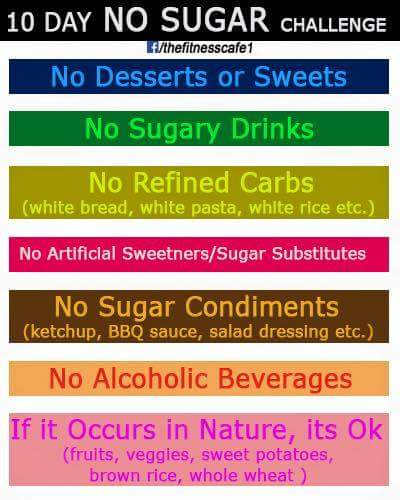 10 DAY NO SUGAR CHALLENGE
f/thefitnesscafe1
No Desserts or Sweets
No Sugary Drinks
No Refined Carbs
(white bread, white pasta, white rice etc.)
No Artificial Sweetners/Sugar Substitutes
No Sugar Condiments
(ketchup, BBQ sauce, salad dressing etc.)
No Alcoholic Beverages
If it Occurs in Nature, its Ok
(fruits, veggies, sweet potatoes,
brown rice, whole wheat )